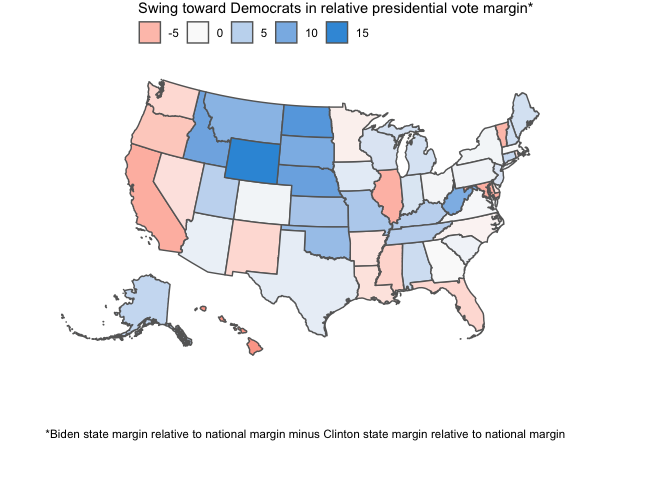 Swing toward Democrats in relative presidential vote margin*
-5 0 5 10 15
*Biden state margin relative to national margin minus Clinton state margin relative to national margin